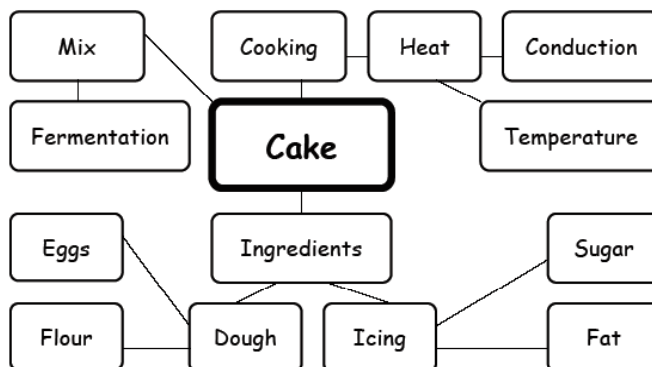 Mix
Cooking
Heat
Conduction
Fermentation
Cake
Temperature
Eggs
Ingredients
Sugar
Flour
Dough
Icing
Fat